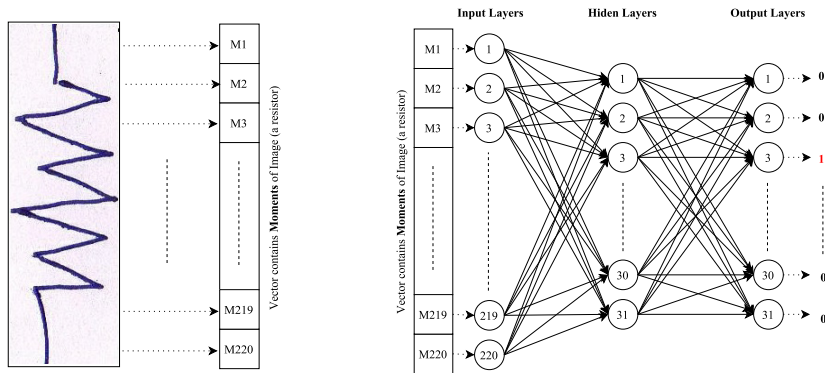 M1
M2
M3
M219
M220
Vector contains Moments of Image (a resistor)
Input Layers
Hiden Layers
Output Layers
Vector contains Moments of Image (a resistor)
M1
M2
M3
M219
M220
1
2
3
219
220
1
2
3
30
31
1
2
3
30
31
0
0
1
0
0